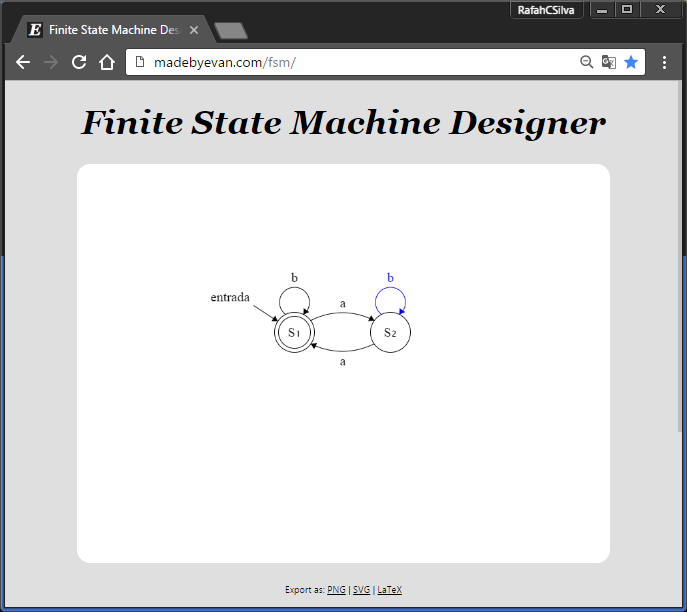 RafahCSilva
E Finite State Machine Des
madebyevan.com/fsm/
Finite State Machine Designer
b b
entrada
a
S₁ S₂
a
Export as: PNG | SVG | LaTeX